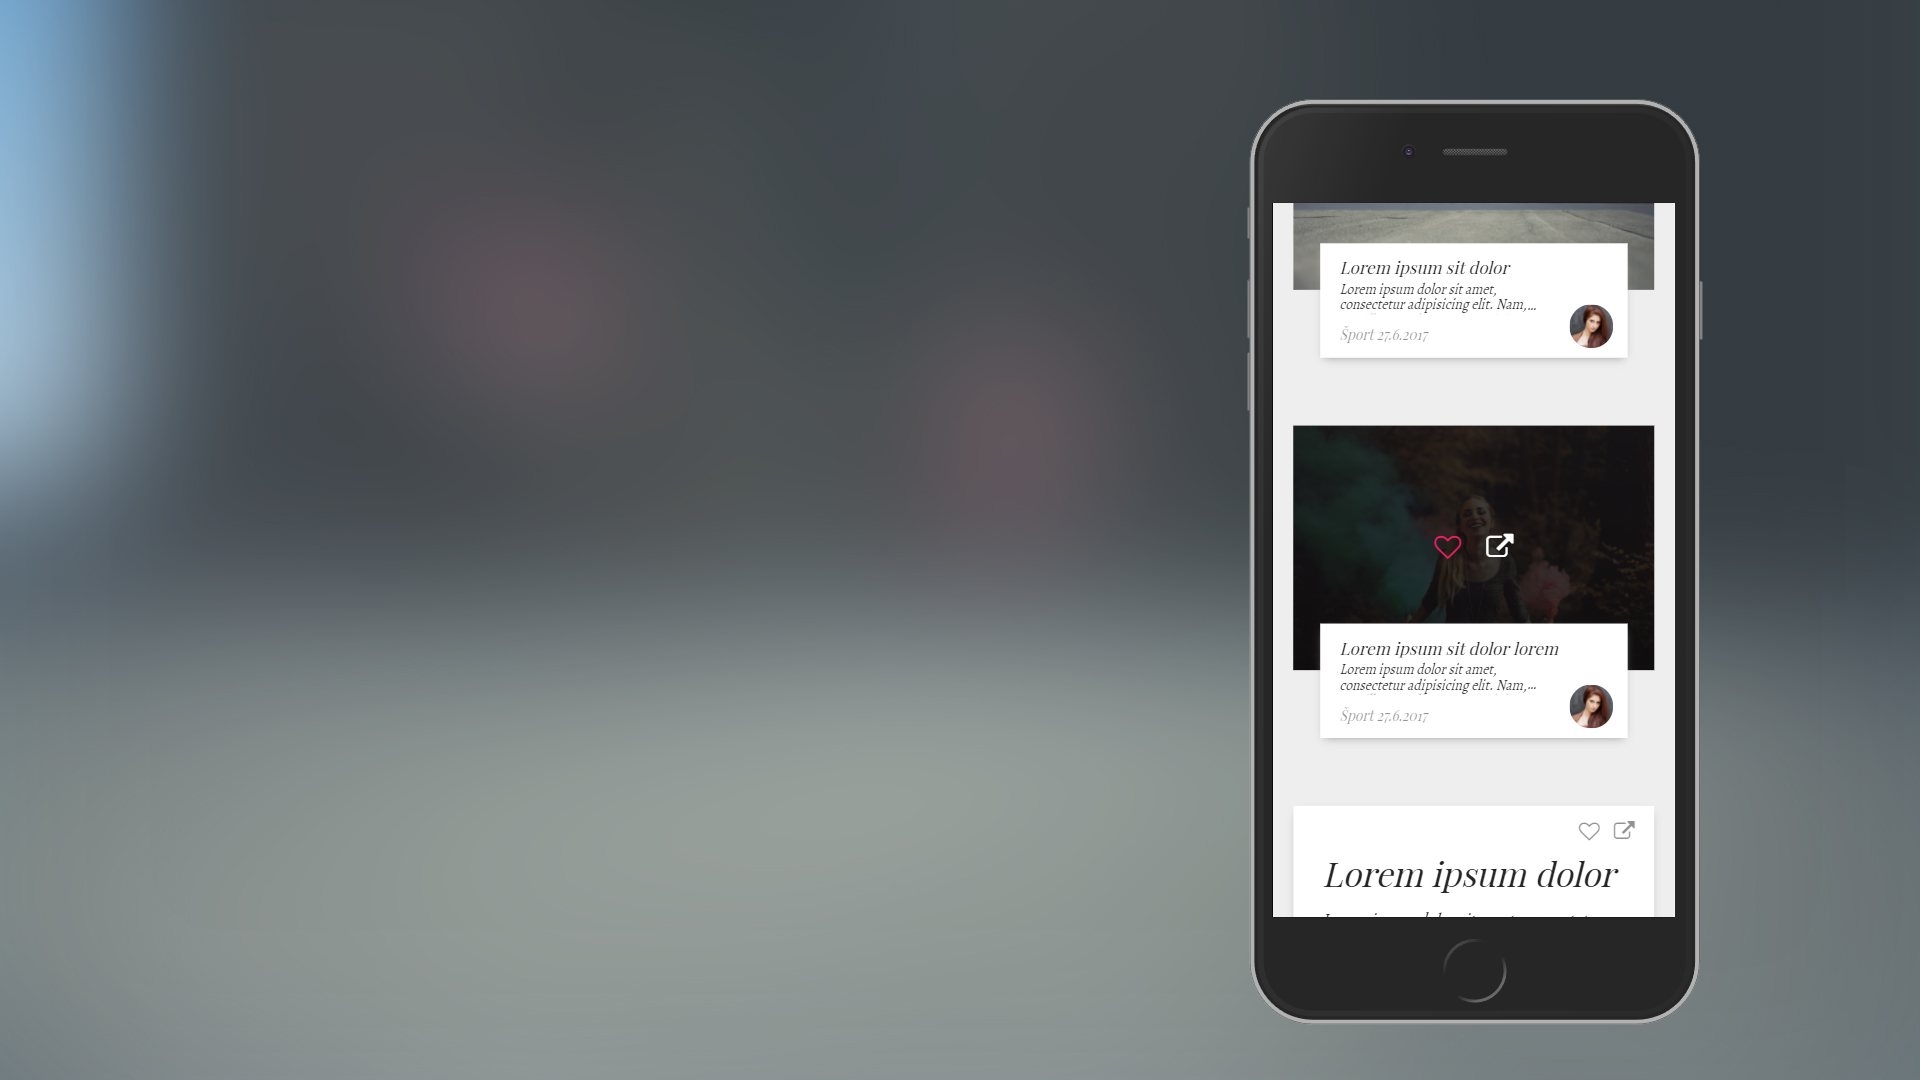 Lorem ipsum sit dolor
Lorem ipsum dolor sit amet,
consectetur adipisicing elit. Nam,...
Šport 27.6.2017
Lorem ipsum sit dolor lorem
Lorem ipsum dolor sit amet,
consectetur adipisicing elit. Nam,...
Šport 27.6.2017
Lorem ipsum dolor